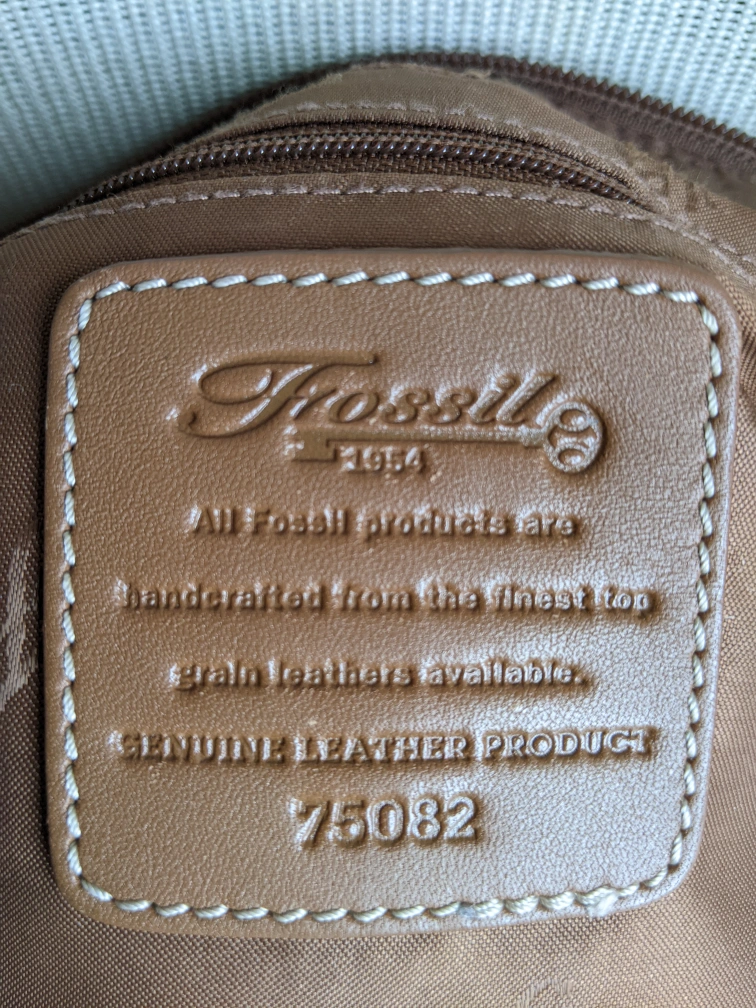 Fossil
1954
All Fossil products are
handcrafted from the finest top
grain leathers available.
GENUINE LEATHER PRODUCT
75082